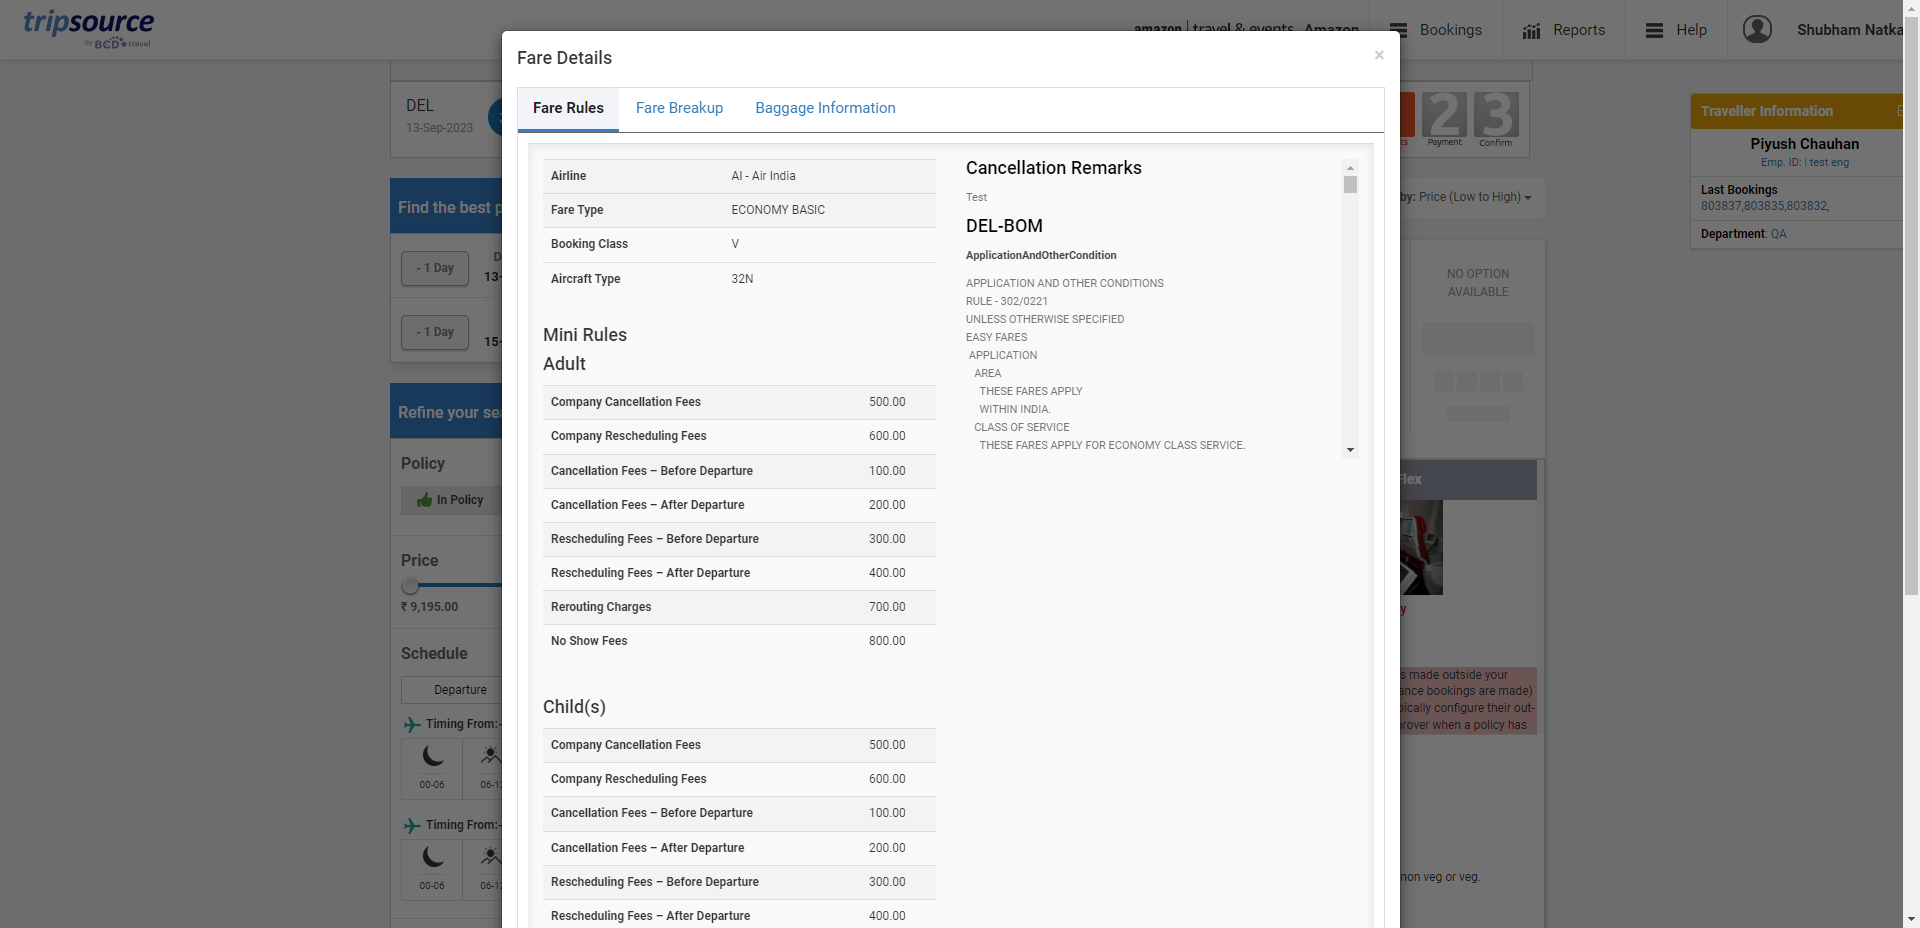 tripsource
by BCD travel
amazon | travel & events Amazon
Bookings
Reports
Help
Shubham Natka
DEL
13-Sep-2023
Find the best p
- 1 Day
13-
- 1 Day
15-
Refine your sea
Policy
In Policy
Price
₹ 9,195.00
Schedule
Departure
Timing From:-
00-06
06-12
Timing From:-
00-06
06-12
Fare Details
×
Fare Rules
Fare Breakup
Baggage Information
Airline AI - Air India
Fare Type ECONOMY BASIC
Booking Class V
Aircraft Type 32N
Mini Rules
Adult
Company Cancellation Fees 500.00
Company Rescheduling Fees 600.00
Cancellation Fees – Before Departure 100.00
Cancellation Fees – After Departure 200.00
Rescheduling Fees – Before Departure 300.00
Rescheduling Fees – After Departure 400.00
Rerouting Charges 700.00
No Show Fees 800.00
Child(s)
Company Cancellation Fees 500.00
Company Rescheduling Fees 600.00
Cancellation Fees – Before Departure 100.00
Cancellation Fees – After Departure 200.00
Rescheduling Fees – Before Departure 300.00
Rescheduling Fees – After Departure 400.00
Cancellation Remarks
Test
DEL-BOM
ApplicationAndOtherCondition
APPLICATION AND OTHER CONDITIONS
RULE - 302/0221
UNLESS OTHERWISE SPECIFIED
EASY FARES
APPLICATION
AREA
THESE FARES APPLY
WITHIN INDIA.
CLASS OF SERVICE
THESE FARES APPLY FOR ECONOMY CLASS SERVICE.
2
3
Payment
Confirm
by: Price (Low to High)
NO OPTION
AVAILABLE
Flex
y
s made outside your
ance bookings are made)
pically configure their out-
prover when a policy has
non veg or veg.
Traveller Information
Piyush Chauhan
Emp. ID: | test eng
Last Bookings
803837,803835,803832,
Department: QA